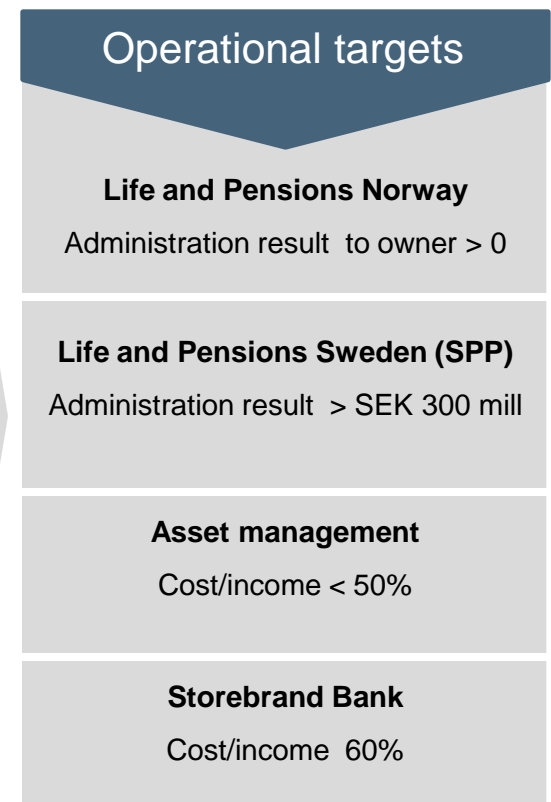 Operational targets
Life and Pensions Norway
Administration result to owner > 0
Life and Pensions Sweden (SPP)
Administration result > SEK 300 mill
Asset management
Cost/income < 50%
Storebrand Bank
Cost/income 60%